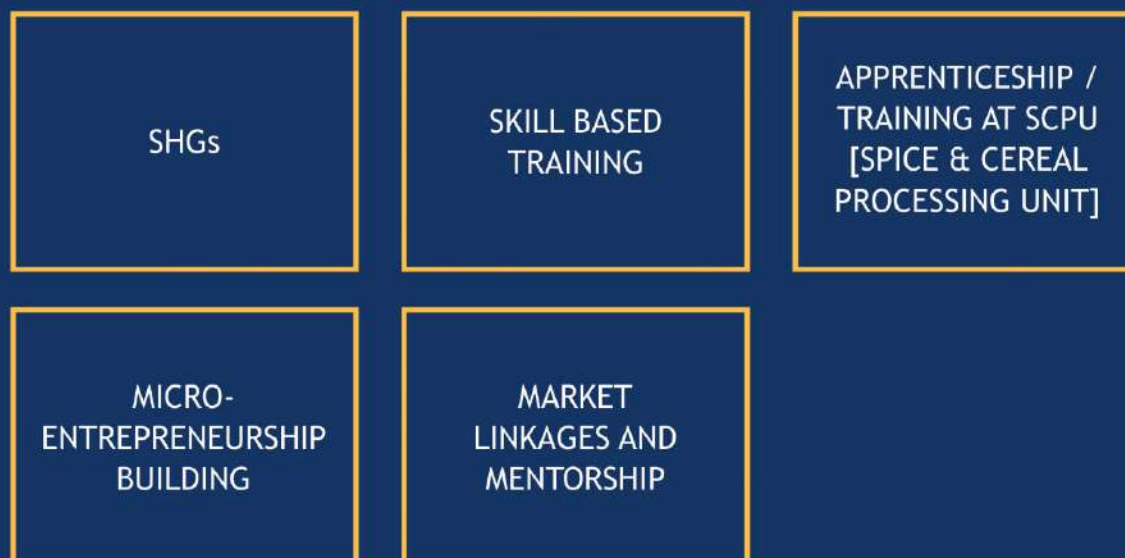 SHGs
SKILL BASED
TRAINING
APPRENTICESHIP /
TRAINING AT SCPU
[SPICE & CEREAL
PROCESSING UNIT]
MICRO-
ENTREPRENEURSHIP
BUILDING
MARKET
LINKAGES AND
MENTORSHIP